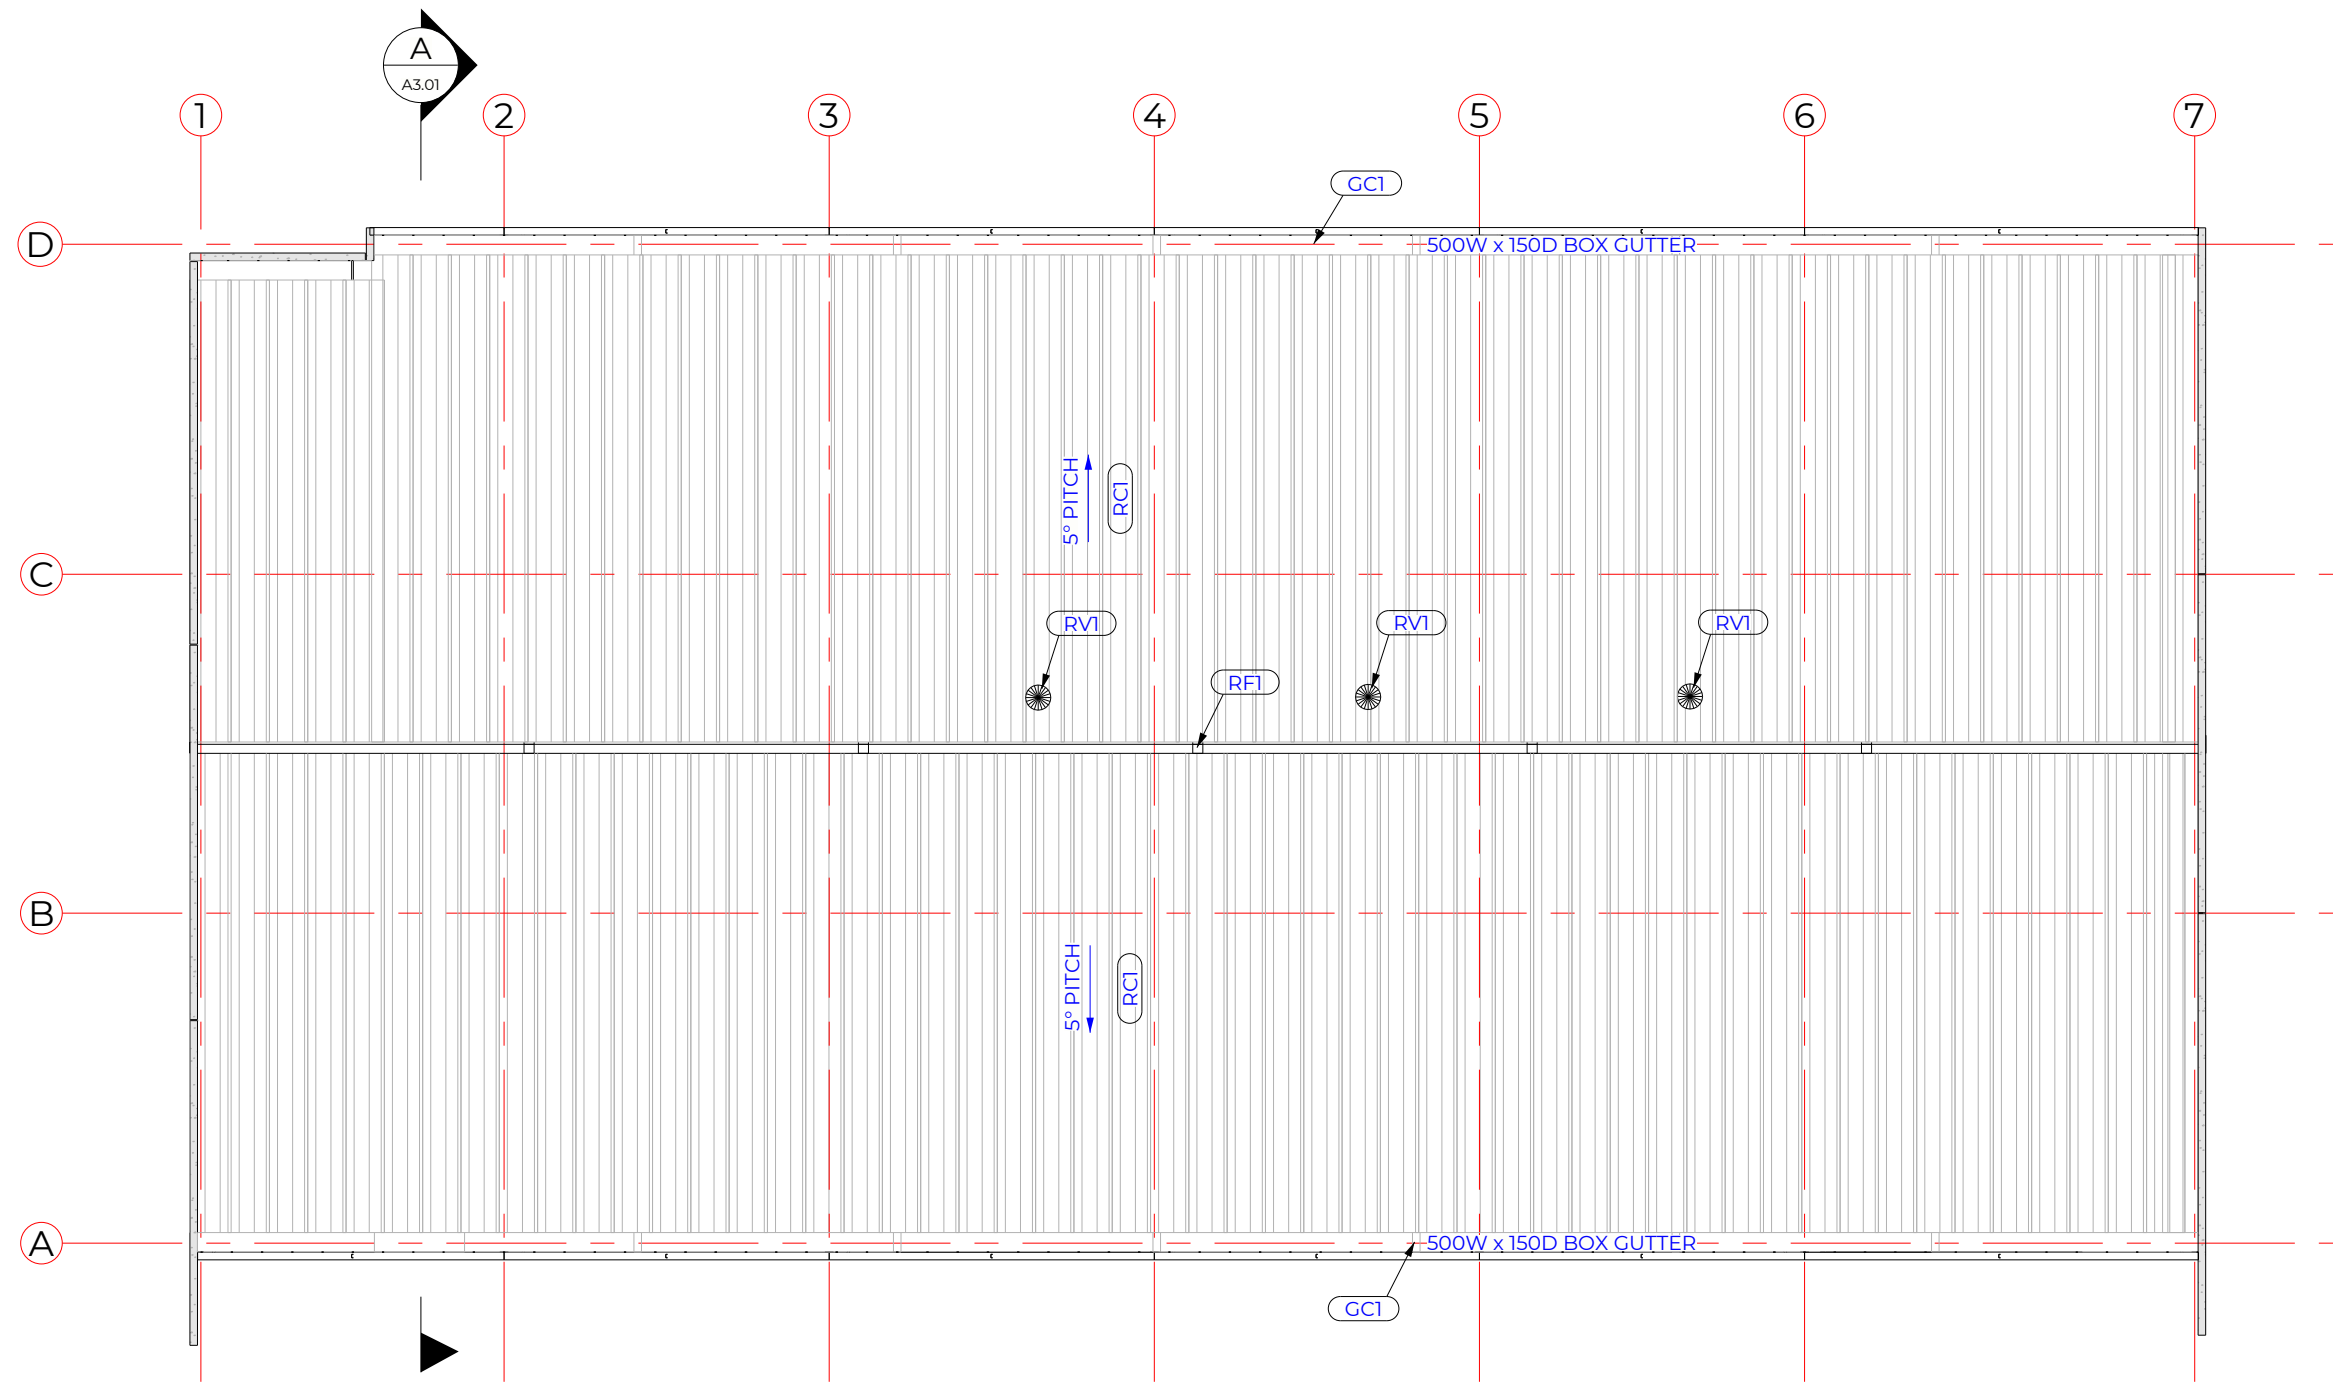 A
A3.01
1
2
3
4
5
6
7
GC1
D
500W x 150D BOX GUTTER
5° PITCH
RC1
C
RV1
RV1
RV1
RF1
B
5° PITCH
RC1
A
500W x 150D BOX GUTTER
GC1